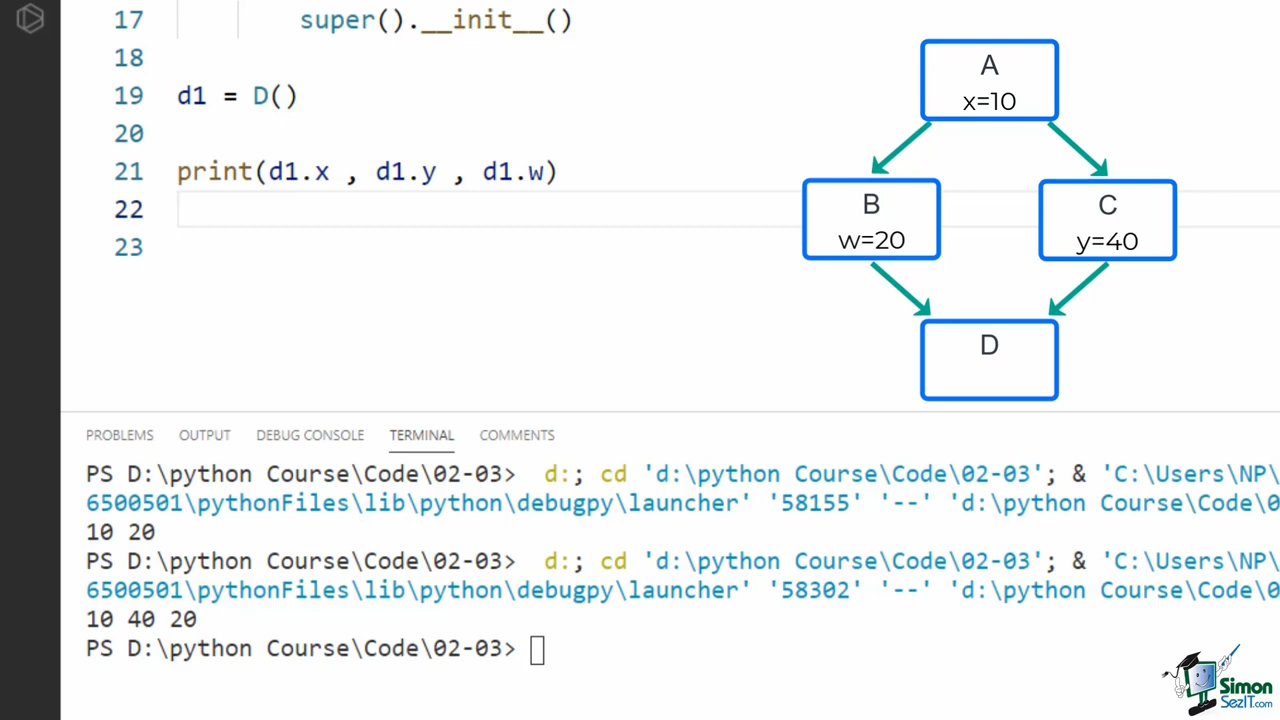 17 super().__init__()
18
19 d1 = D()
20
21 print(d1.x , d1.y , d1.w)
22
23
A
x=10
B
w=20
C
y=40
D
PROBLEMS OUTPUT DEBUG CONSOLE TERMINAL COMMENTS
PS D:\python Course\Code\02-03> d:; cd 'd:\python Course\Code\02-03'; & 'C:\Users\NP\
6500501\pythonFiles\lib\python\debugpy\launcher' '58155' '--' 'd:\python Course\Code\0
10 20
PS D:\python Course\Code\02-03> d:; cd 'd:\python Course\Code\02-03'; & 'C:\Users\NP\
6500501\pythonFiles\lib\python\debugpy\launcher' '58302' '--' 'd:\python Course\Code\0
10 40 20
PS D:\python Course\Code\02-03>
Simon
SezIT.com